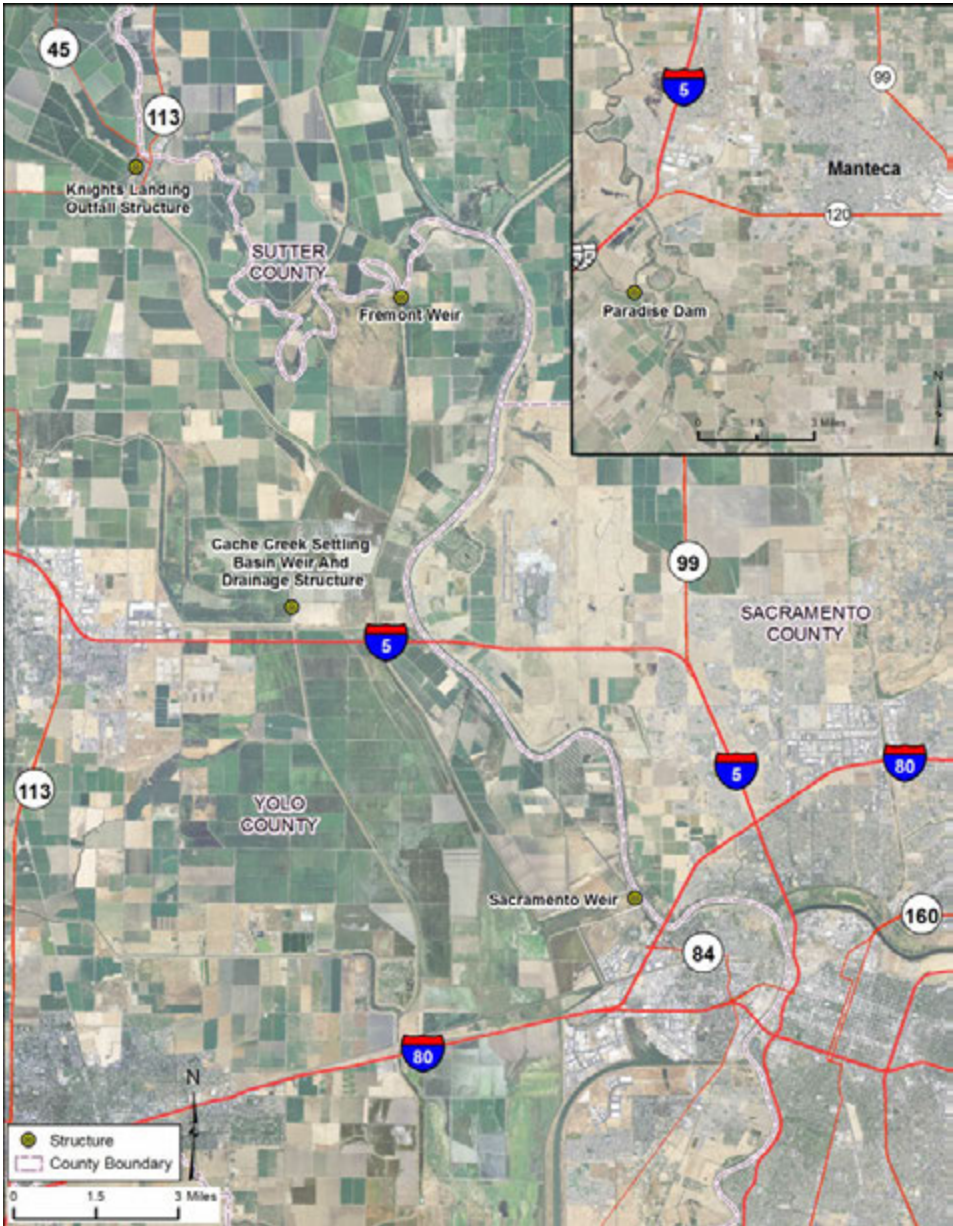 45
113
Knights Landing
Outfall Structure
SUTTER
COUNTY
Fremont Weir
5
99
Manteca
120
Paradise Dam
N
0 1.5 3 Miles
Cache Creek Settling
Basin Weir And
Drainage Structure
99
SACRAMENTO
COUNTY
5
5
80
113
YOLO
COUNTY
Sacramento Weir
160
84
80
N
Structure
County Boundary
0 1.5 3 Miles